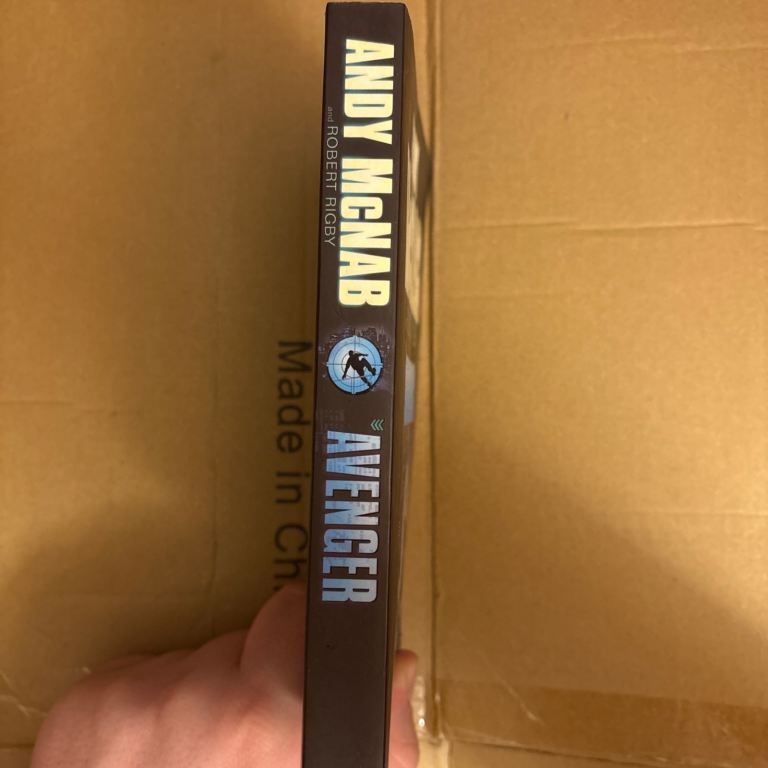 ANDY McNAB
and ROBERT RIGBY
AVENGER
Made in Ch